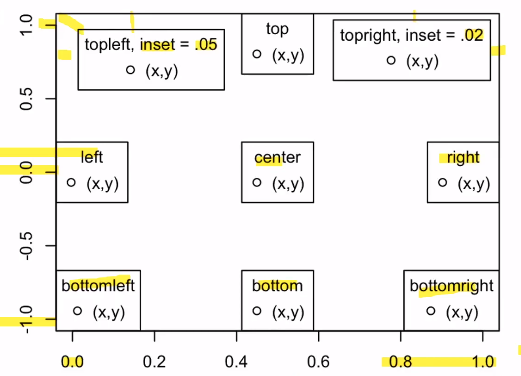 1.0
topleft, inset = .05
(x,y)
top
(x,y)
topright, inset = .02
(x,y)
0.5
left
(x,y)
center
(x,y)
right
(x,y)
0.0
-0.5
bottomleft
(x,y)
bottom
(x,y)
bottomright
(x,y)
-1.0
0.0 0.2 0.4 0.6 0.8 1.0